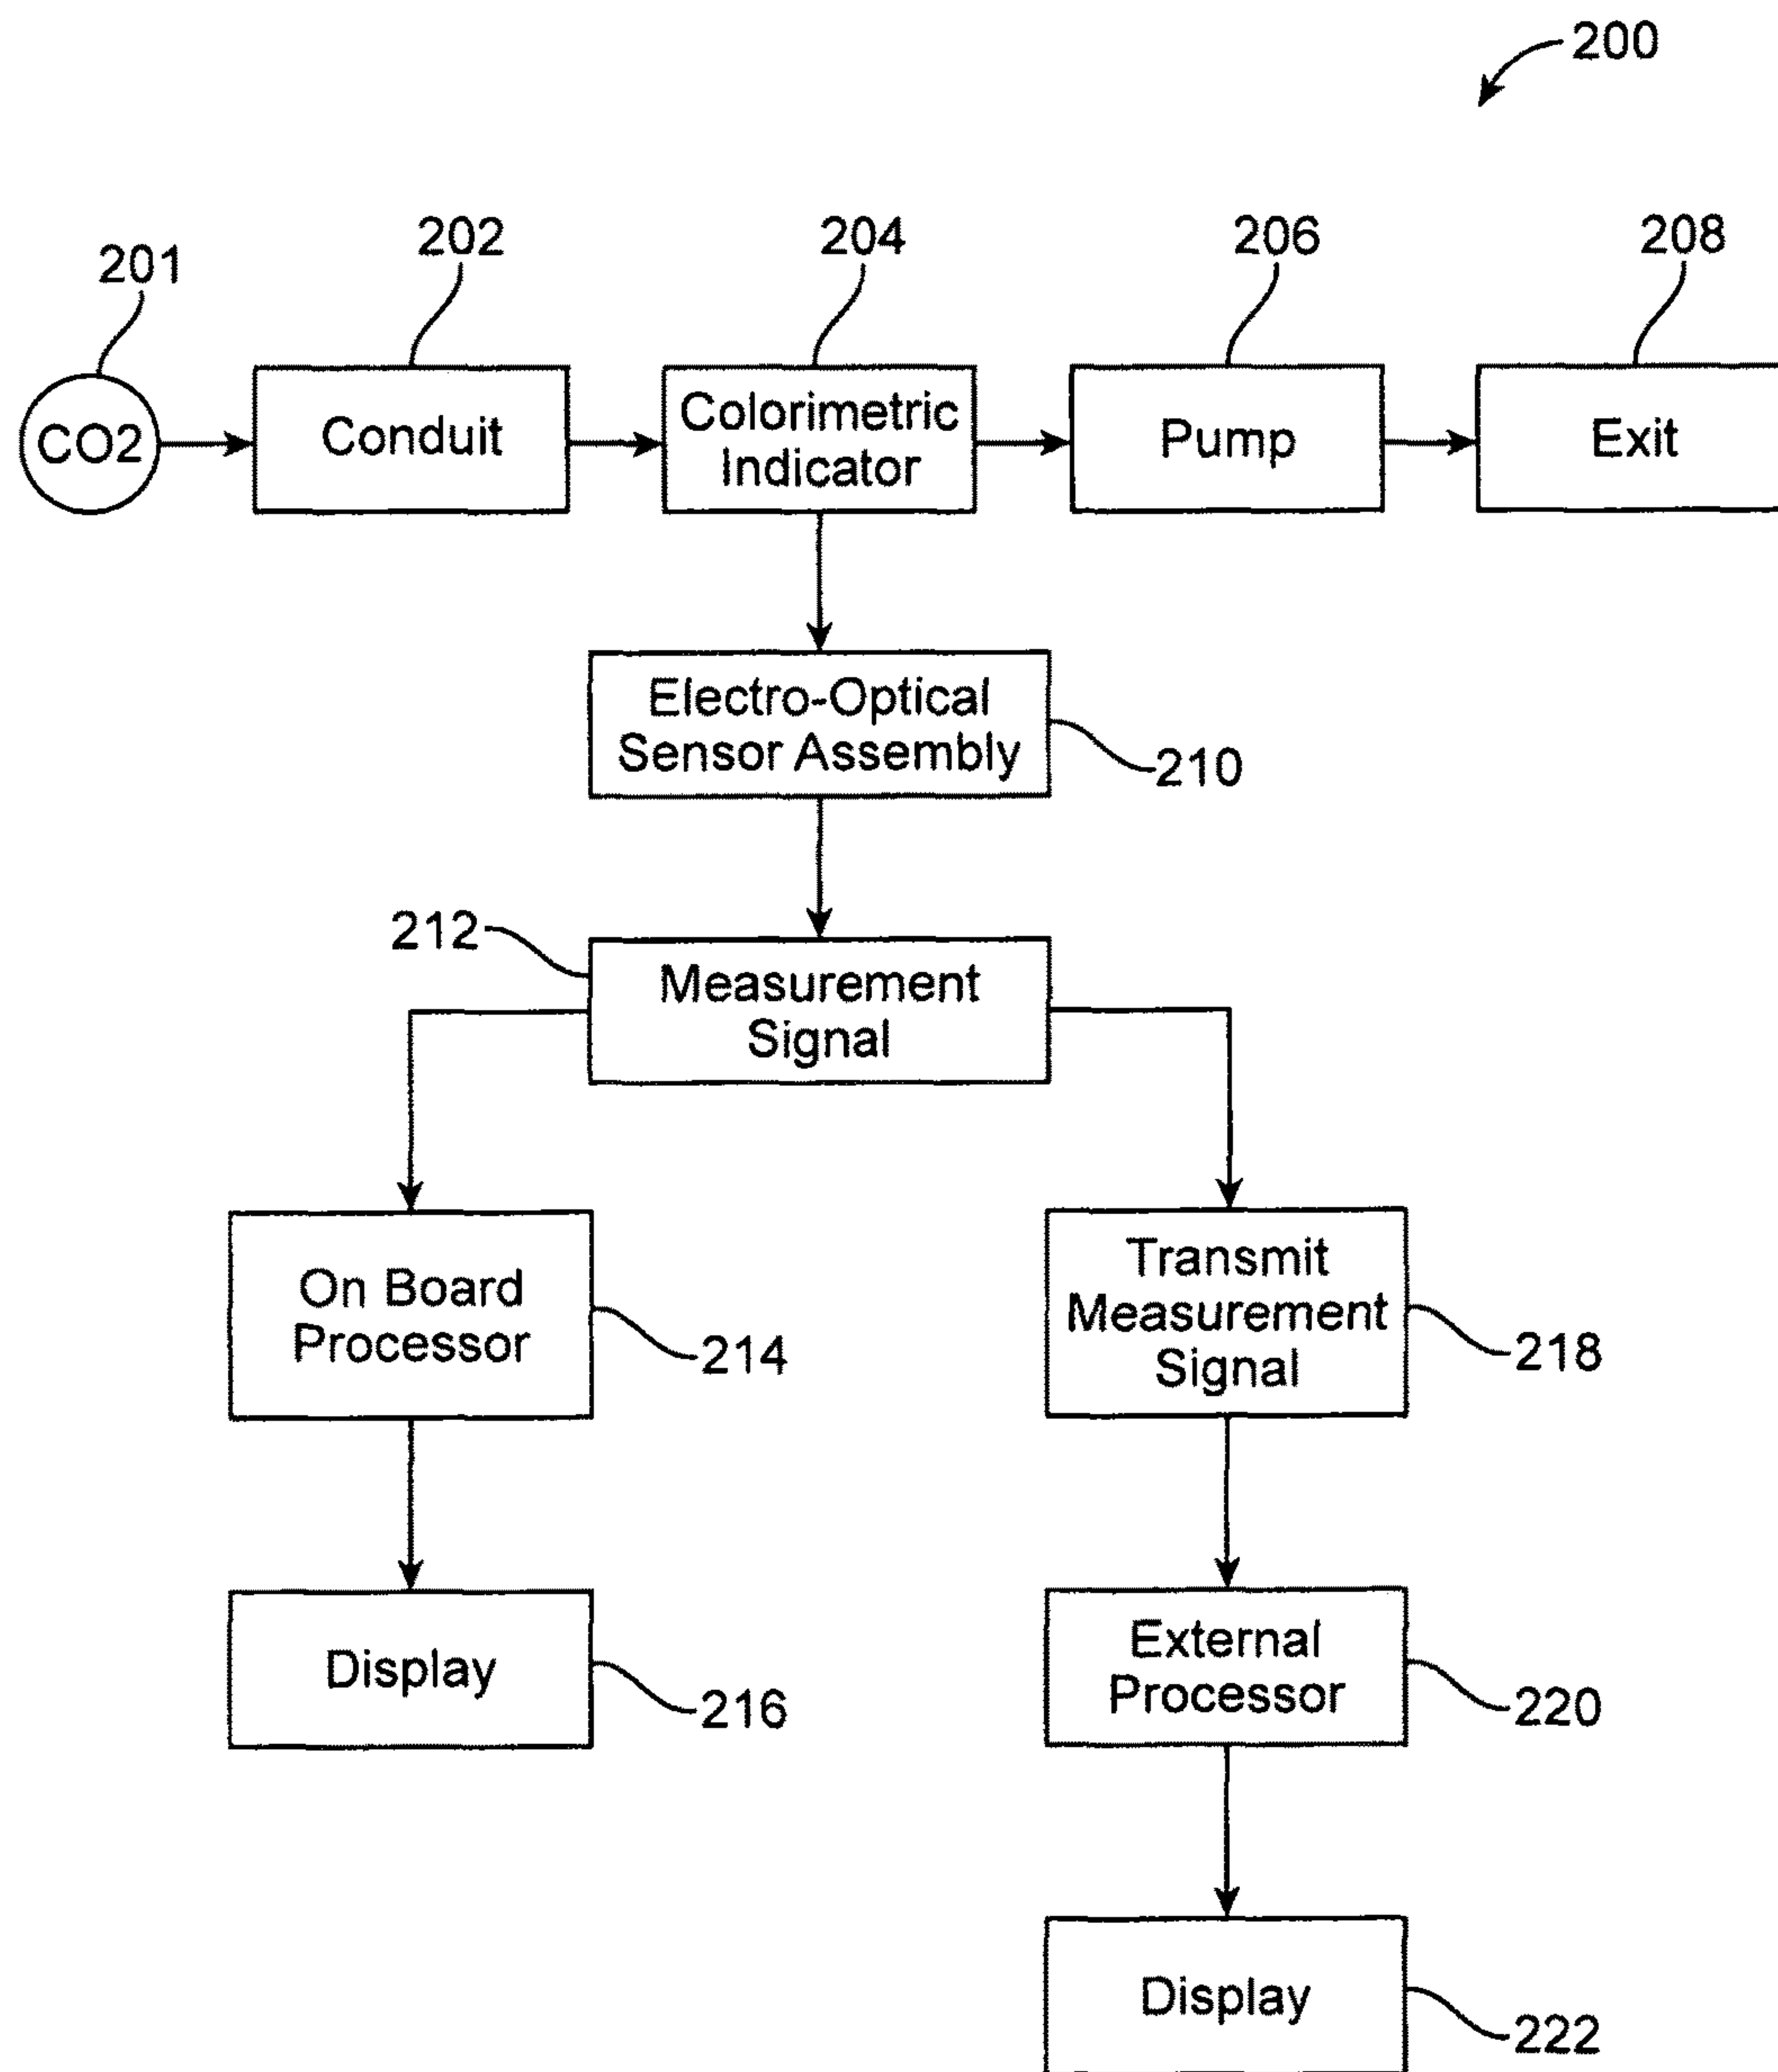 200
201
202
204
206
208
CO2
Conduit
Colorimetric
Indicator
Pump
Exit
Electro-Optical
Sensor Assembly
210
212
Measurement
Signal
On Board
Processor
214
Transmit
Measurement
Signal
218
Display
216
External
Processor
220
Display
222